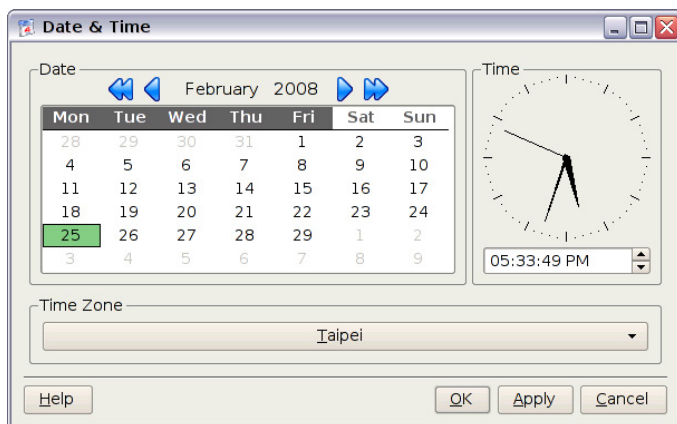 Date & Time
Date
February 2008
Mon Tue Wed Thu Fri Sat Sun
28 29 30 31 1 2 3
4 5 6 7 8 9 10
11 12 13 14 15 16 17
18 19 20 21 22 23 24
25 26 27 28 29 1 2
3 4 5 6 7 8 9
Time
05:33:49 PM
Time Zone
Taipei
Help
OK
Apply
Cancel